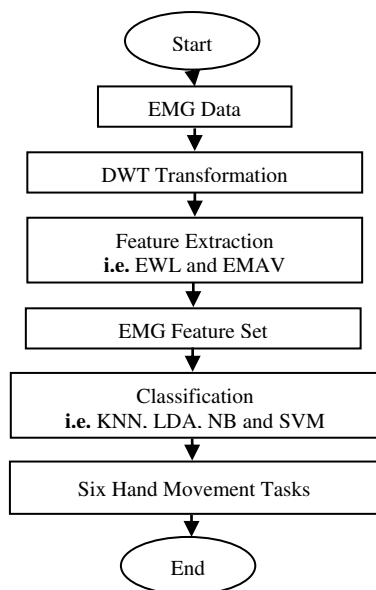 Start
EMG Data
DWT Transformation
Feature Extraction
i.e. EWL and EMAV
EMG Feature Set
Classification
i.e. KNN, LDA, NB and SVM
Six Hand Movement Tasks
End